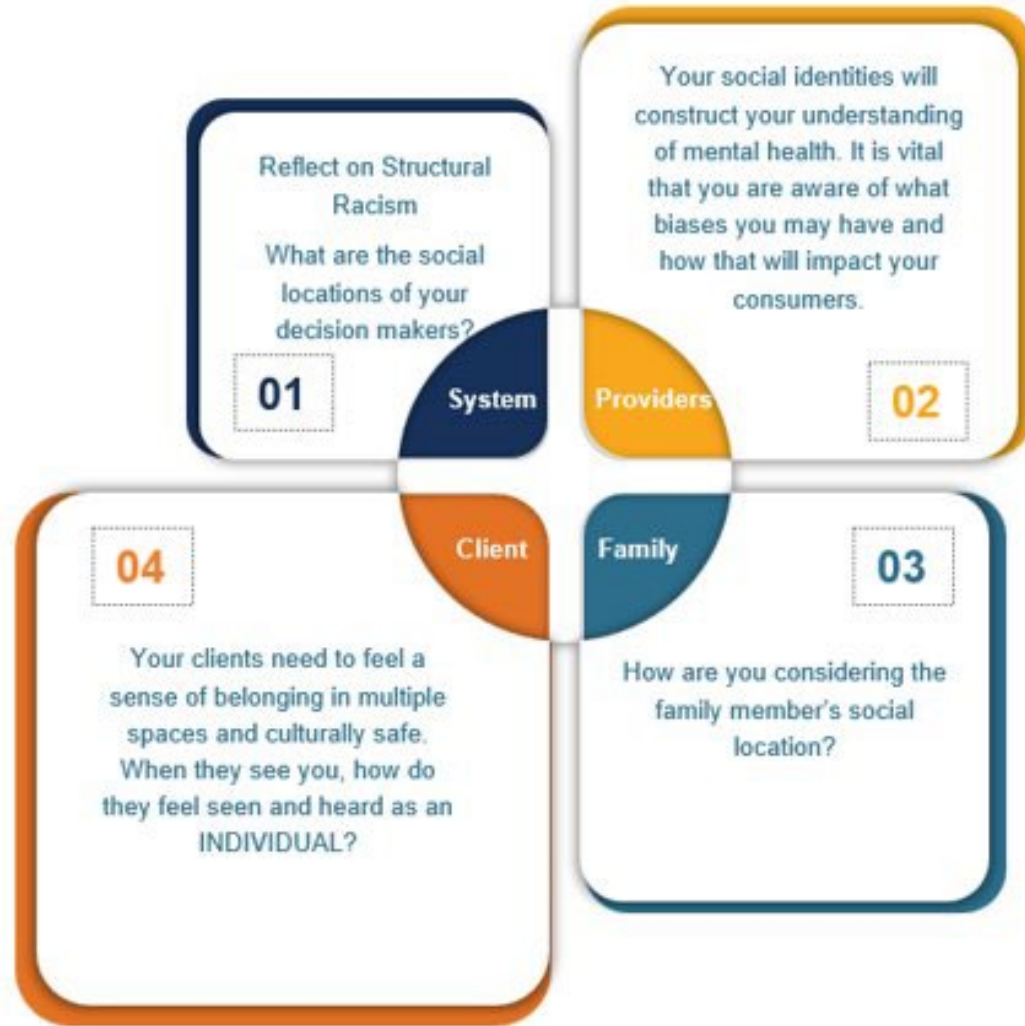 Reflect on Structural
Racism
What are the social
locations of your
decision makers?
01
System
Your social identities will
construct your understanding
of mental health. It is vital
that you are aware of what
biases you may have and
how that will impact your
consumers.
Providers
02
Family
03
How are you considering the
family member's social
location?
04
Client
Your clients need to feel a
sense of belonging in multiple
spaces and culturally safe.
When they see you, how do
they feel seen and heard as an
INDIVIDUAL?